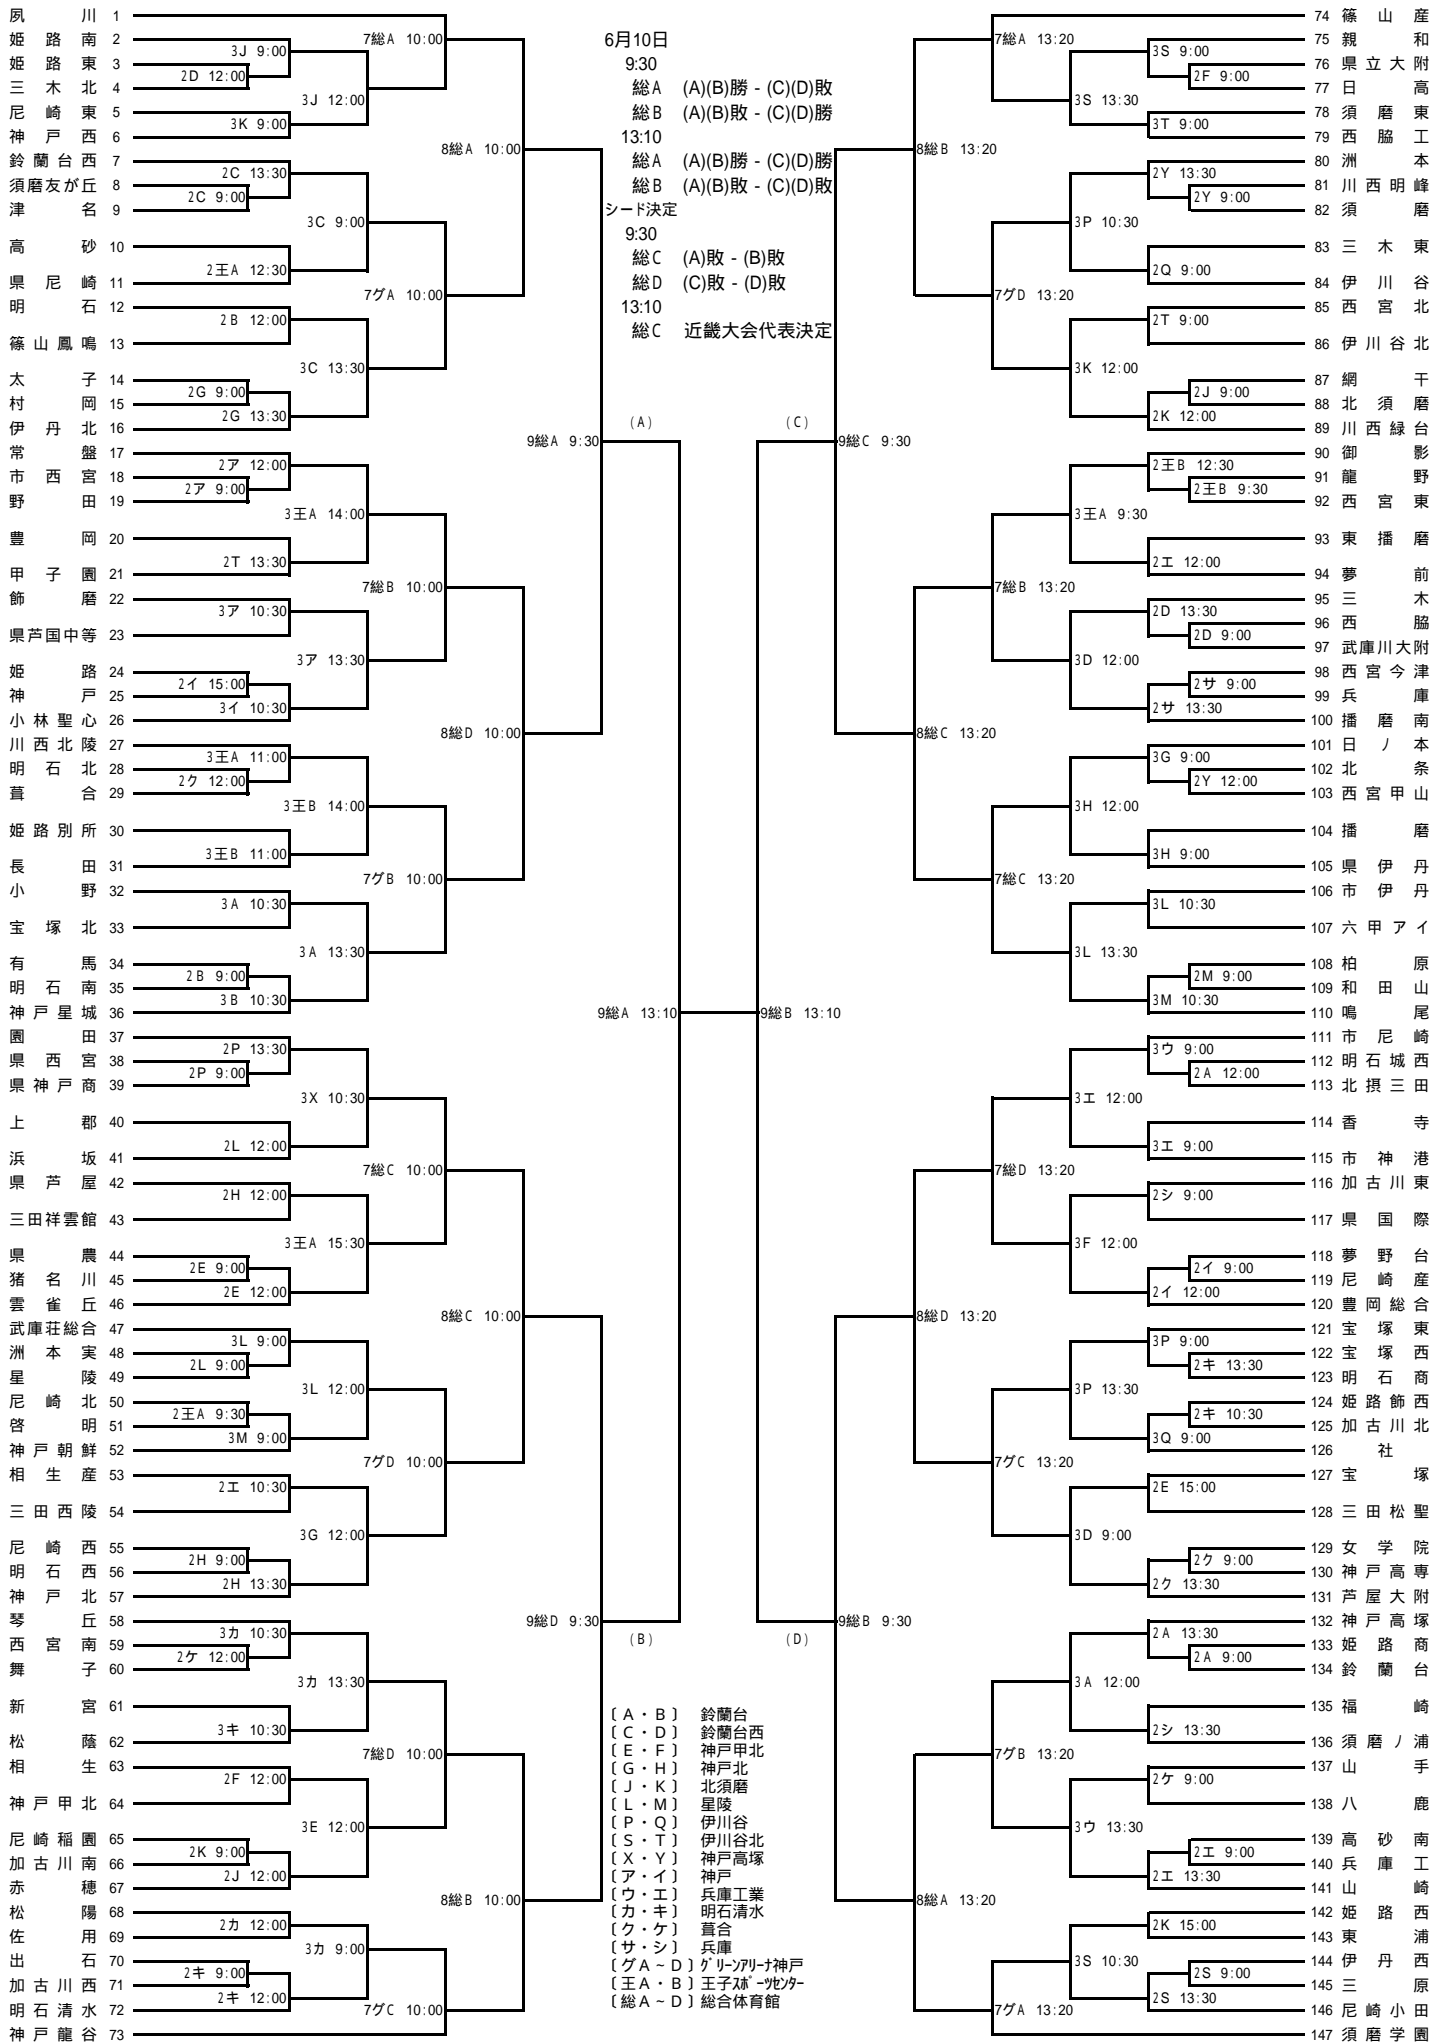 夙川 1
姫路南 2
姫路東 3
三木北 4
尼崎東 5
神戸西 6
鈴蘭台西 7
須磨友が丘 8
津名 9
高砂 10
県尼崎 11
明石 12
篠山鳳鳴 13
太子 14
村岡 15
伊丹北 16
常盤 17
市西宮 18
野田 19
豊岡 20
甲子園 21
飾磨 22
県芦国中等 23
姫路 24
神戸 25
小林聖心 26
川西北陵 27
明石北 28
葺合 29
姫路別所 30
長田 31
小野 32
宝塚北 33
有馬 34
明石南 35
神戸星城 36
園田 37
県西宮 38
県神戸商 39
上郡 40
浜坂 41
県芦屋 42
三田祥雲館 43
県農 44
猪名川 45
雲雀丘 46
武庫荘総合 47
洲本実 48
星陵 49
尼崎北 50
啓明 51
神戸朝鮮 52
相生産 53
三田西陵 54
尼崎西 55
明石西 56
神戸北 57
琴丘 58
西宮南 59
舞子 60
新宮 61
松蔭 62
相生 63
神戸甲北 64
尼崎稲園 65
加古川南 66
赤穂 67
松陽 68
佐用 69
出石 70
加古川西 71
明石清水 72
神戸龍谷 73
2D 12:00
2C 9:00
2G 9:00
2ア 9:00
2イ 15:00
2ク 12:00
2B 9:00
2P 9:00
2E 9:00
2L 9:00
2王A 9:30
2H 9:00
2ケ 12:00
2K 9:00
2キ 9:00
3J 9:00
3K 9:00
2C 13:30
2王A 12:30
2B 12:00
2G 13:30
2ア 12:00
2T 13:30
3ア 10:30
3イ 10:30
3王A 11:00
3王B 11:00
3A 10:30
3B 10:30
2P 13:30
2L 12:00
2H 12:00
2E 12:00
3L 9:00
3M 9:00
2エ 10:30
2H 13:30
3カ 10:30
3キ 10:30
2F 12:00
2J 12:00
2カ 12:00
2キ 12:00
3J 12:00
3C 9:00
3C 13:30
3王A 14:00
3ア 13:30
3王B 14:00
3A 13:30
3X 10:30
3王A 15:30
3L 12:00
3G 12:00
3カ 13:30
3E 12:00
3カ 9:00
7総A 10:00
7グA 10:00
7総B 10:00
7グB 10:00
7総C 10:00
7グD 10:00
7総D 10:00
7グC 10:00
8総A 10:00
8総D 10:00
8総C 10:00
8総B 10:00
9総A 9:30
9総D 9:30
(A)
(B)
9総A 13:10
6月10日
9:30
総A (A)(B)勝 - (C)(D)敗
総B (A)(B)敗 - (C)(D)勝
13:10
総A (A)(B)勝 - (C)(D)勝
総B (A)(B)敗 - (C)(D)敗
シード決定
9:30
総C (A)敗 - (B)敗
総D (C)敗 - (D)敗
13:10
総C 近畿大会代表決定
〔A・B〕 鈴蘭台
〔C・D〕 鈴蘭台西
〔E・F〕 神戸甲北
〔G・H〕 神戸北
〔J・K〕 北須磨
〔L・M〕 星陵
〔P・Q〕 伊川谷
〔S・T〕 伊川谷北
〔X・Y〕 神戸高塚
〔ア・イ〕 神戸
〔ウ・エ〕 兵庫工業
〔カ・キ〕 明石清水
〔ク・ケ〕 葺合
〔サ・シ〕 兵庫
〔グA~D〕グリーンアリーナ神戸
〔王A・B〕王子スポーツセンター
〔総A~D〕総合体育館
(C)
(D)
9総B 13:10
9総C 9:30
9総B 9:30
8総B 13:20
8総C 13:20
8総D 13:20
8総A 13:20
7総A 13:20
7グD 13:20
7総B 13:20
7総C 13:20
7総D 13:20
7グC 13:20
7グB 13:20
7グA 13:20
3S 13:30
3P 10:30
3K 12:00
3王A 9:30
3D 12:00
3H 12:00
3L 13:30
3エ 12:00
3F 12:00
3P 13:30
3D 9:00
3A 12:00
3ウ 13:30
3S 10:30
3S 9:00
3T 9:00
2Y 13:30
2Q 9:00
2T 9:00
2K 12:00
2王B 12:30
2エ 12:00
2D 13:30
2サ 13:30
3G 9:00
3H 9:00
3L 10:30
3M 10:30
3ウ 9:00
3エ 9:00
2シ 9:00
2イ 12:00
3P 9:00
3Q 9:00
2E 15:00
2ク 13:30
2A 13:30
2シ 13:30
2ケ 9:00
2エ 13:30
2K 15:00
2S 13:30
2F 9:00
2Y 9:00
2J 9:00
2王B 9:30
2D 9:00
2サ 9:00
2Y 12:00
2M 9:00
2A 12:00
2イ 9:00
2キ 13:30
2キ 10:30
2ク 9:00
2A 9:00
2エ 9:00
2S 9:00
74 篠山産
75 親和
76 県立大附
77 日高
78 須磨東
79 西脇工
80 洲本
81 川西明峰
82 須磨
83 三木東
84 伊川谷
85 西宮北
86 伊川谷北
87 網干
88 北須磨
89 川西緑台
90 御影
91 龍野
92 西宮東
93 東播磨
94 夢前
95 三木
96 西脇
97 武庫川大附
98 西宮今津
99 兵庫
100 播磨南
101 日ノ本
102 北条
103 西宮甲山
104 播磨
105 県伊丹
106 市伊丹
107 六甲アイ
108 柏原
109 和田山
110 鳴尾
111 市尼崎
112 明石城西
113 北摂三田
114 香寺
115 市神港
116 加古川東
117 県国際
118 夢野台
119 尼崎産
120 豊岡総合
121 宝塚東
122 宝塚西
123 明石商
124 姫路飾西
125 加古川北
126 社
127 宝塚
128 三田松聖
129 女学院
130 神戸高専
131 芦屋大附
132 神戸高塚
133 姫路商
134 鈴蘭台
135 福崎
136 須磨ノ浦
137 山手
138 八鹿
139 高砂南
140 兵庫工
141 山崎
142 姫路西
143 東浦
144 伊丹西
145 三原
146 尼崎小田
147 須磨学園